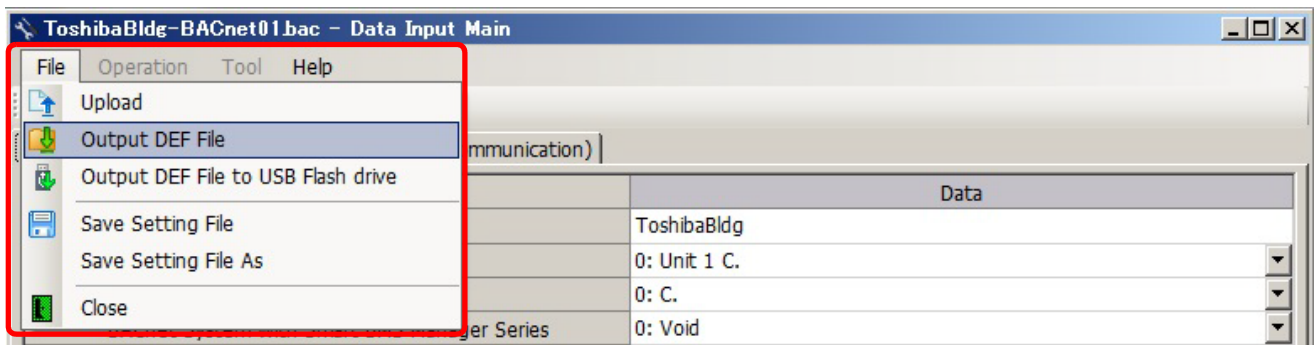 ToshibaBldg-BACnet01.bac - Data Input Main
File Operation Tool Help
Upload
Output DEF File
mmunication)
Output DEF File to USB Flash drive
Data
Save Setting File
ToshibaBldg
Save Setting File As
0: Unit 1 C.
0: C.
Close
ger Series
0: Void